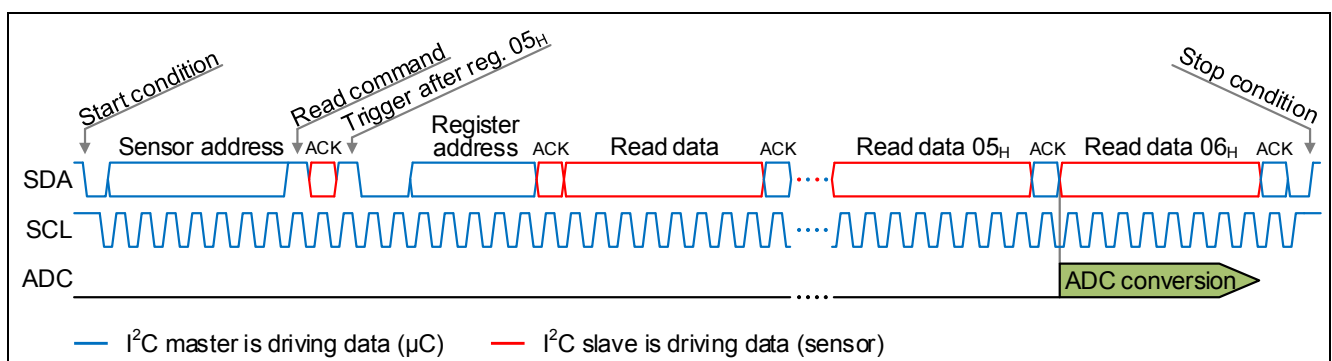 Start condition
Read command
Trigger after reg. 05H
Stop condition
Sensor address
ACK
Register
address
ACK
Read data
ACK
Read data 05H
ACK
Read data 06H
ACK
SDA
SCL
ADC
ADC conversion
I²C master is driving data (µC)
I²C slave is driving data (sensor)